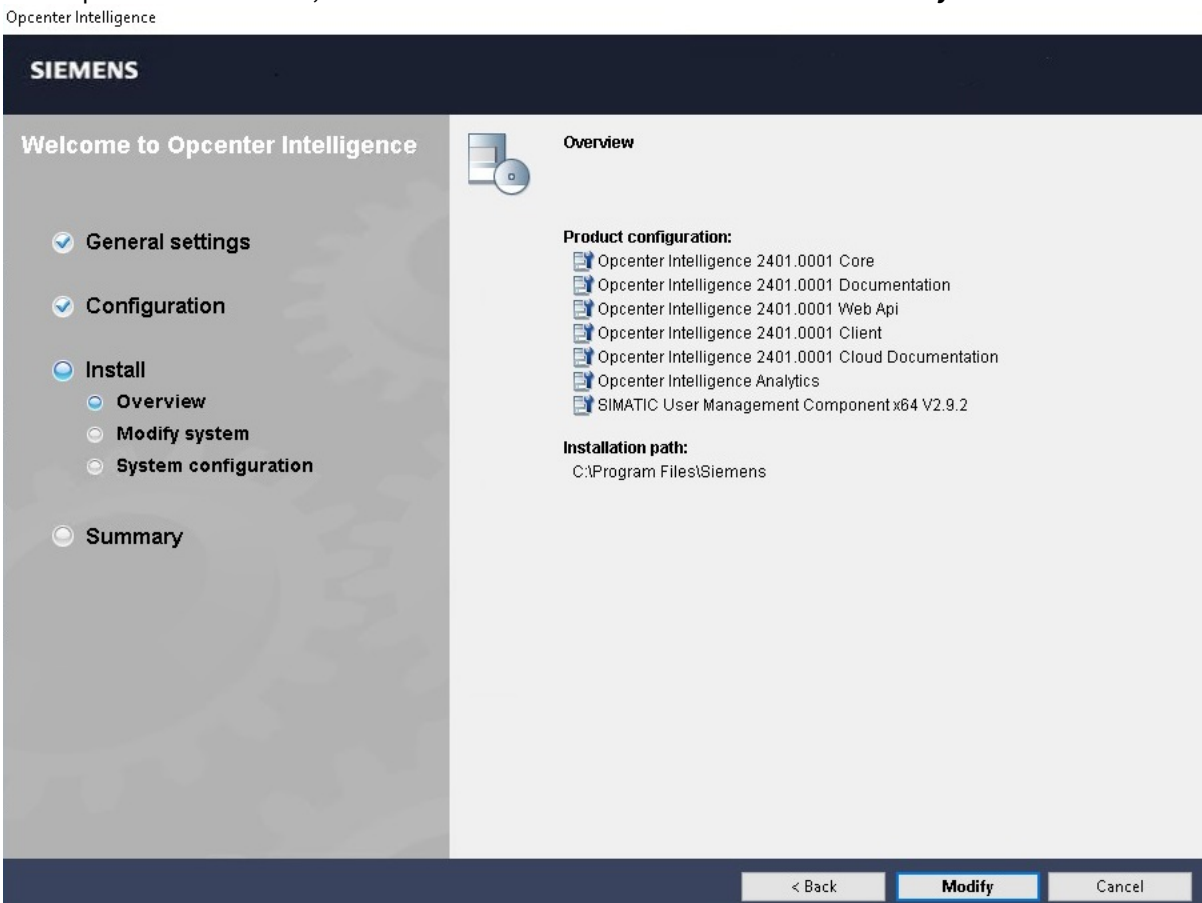 Opcenter Intelligence
SIEMENS
Welcome to Opcenter Intelligence
General settings
Configuration
Install
Overview
Modify system
System configuration
Summary
Overview
Product configuration:
Opcenter Intelligence 2401.0001 Core
Opcenter Intelligence 2401.0001 Documentation
Opcenter Intelligence 2401.0001 Web Api
Opcenter Intelligence 2401.0001 Client
Opcenter Intelligence 2401.0001 Cloud Documentation
Opcenter Intelligence Analytics
SIMATIC User Management Component x64 V2.9.2
Installation path:
C:\Program Files\Siemens
< Back
Modify
Cancel